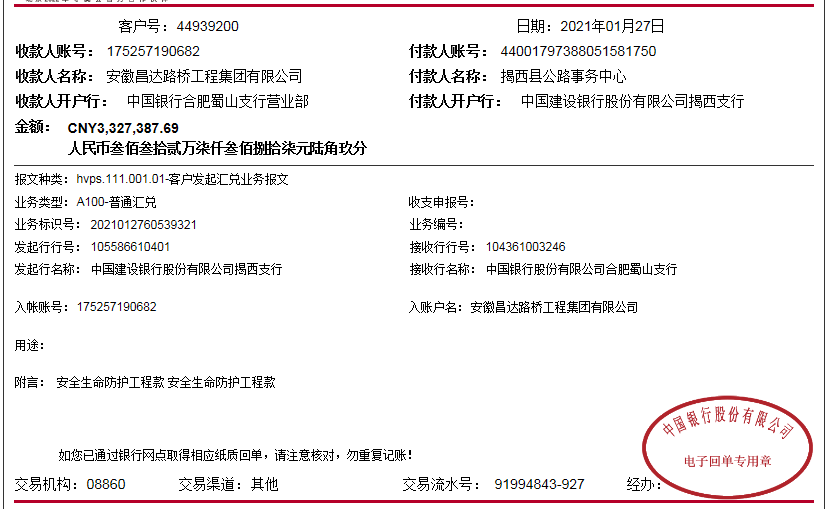 客户号：44939200 日期：2021年01月27日
收款人账号：175257190682 付款人账号：44001797388051581750
收款人名称：安徽昌达路桥工程集团有限公司 付款人名称：揭西县公路事务中心
收款人开户行：中国银行合肥蜀山支行营业部 付款人开户行：中国建设银行股份有限公司揭西支行
金额：CNY3,327,387.69
人民币叁佰叁拾贰万柒仟叁佰捌拾柒元陆角玖分
报文种类：hvps.111.001.01-客户发起汇兑业务报文
业务类型：A100-普通汇兑 收支申报号：
业务标识号：2021012760539321 业务编号：
发起行行号：105586610401 接收行行号：104361003246
发起行名称：中国建设银行股份有限公司揭西支行 接收行名称：中国银行股份有限公司合肥蜀山支行
入帐账号：175257190682 入账户名：安徽昌达路桥工程集团有限公司
用途：
附言：安全生命防护工程款 安全生命防护工程款
中国银行股份有限公司
电子回单专用章
如您已通过银行网点取得相应纸质回单，请注意核对，勿重复记账！
交易机构：08860 交易渠道：其他 交易流水号：91994843-927 经办：